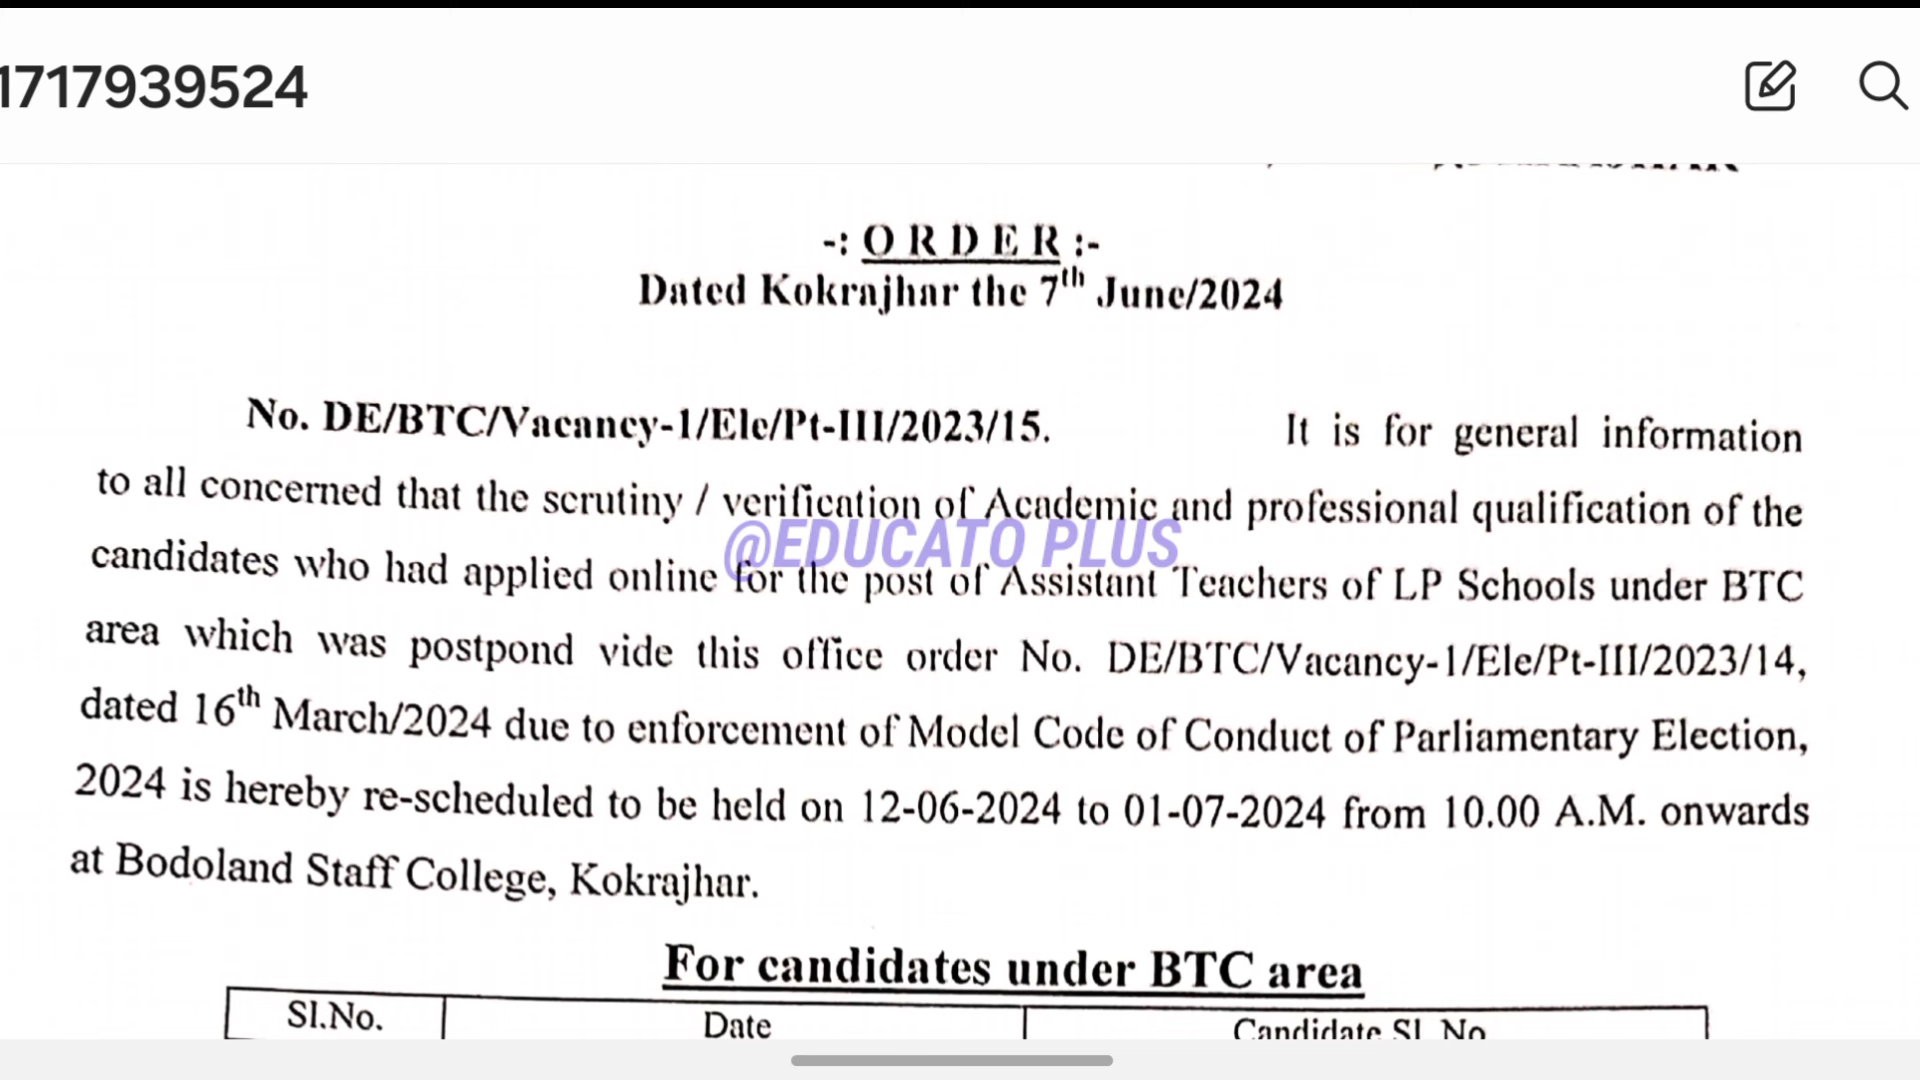 1717939524
-: O R D E R :-
Dated Kokrajhar the 7th June/2024
No. DE/BTC/Vacancy-1/Ele/Pt-III/2023/15. It is for general information
to all concerned that the scrutiny / verification of Academic and professional qualification of the
@EDUCATO PLUS
candidates who had applied online for the post of Assistant Teachers of LP Schools under BTC
area which was postpond vide this office order No. DE/BTC/Vacancy-1/Ele/Pt-III/2023/14,
dated 16th March/2024 due to enforcement of Model Code of Conduct of Parliamentary Election,
2024 is hereby re-scheduled to be held on 12-06-2024 to 01-07-2024 from 10.00 A.M. onwards
at Bodoland Staff College, Kokrajhar.
For candidates under BTC area
Sl.No. Date Candidate Sl. No